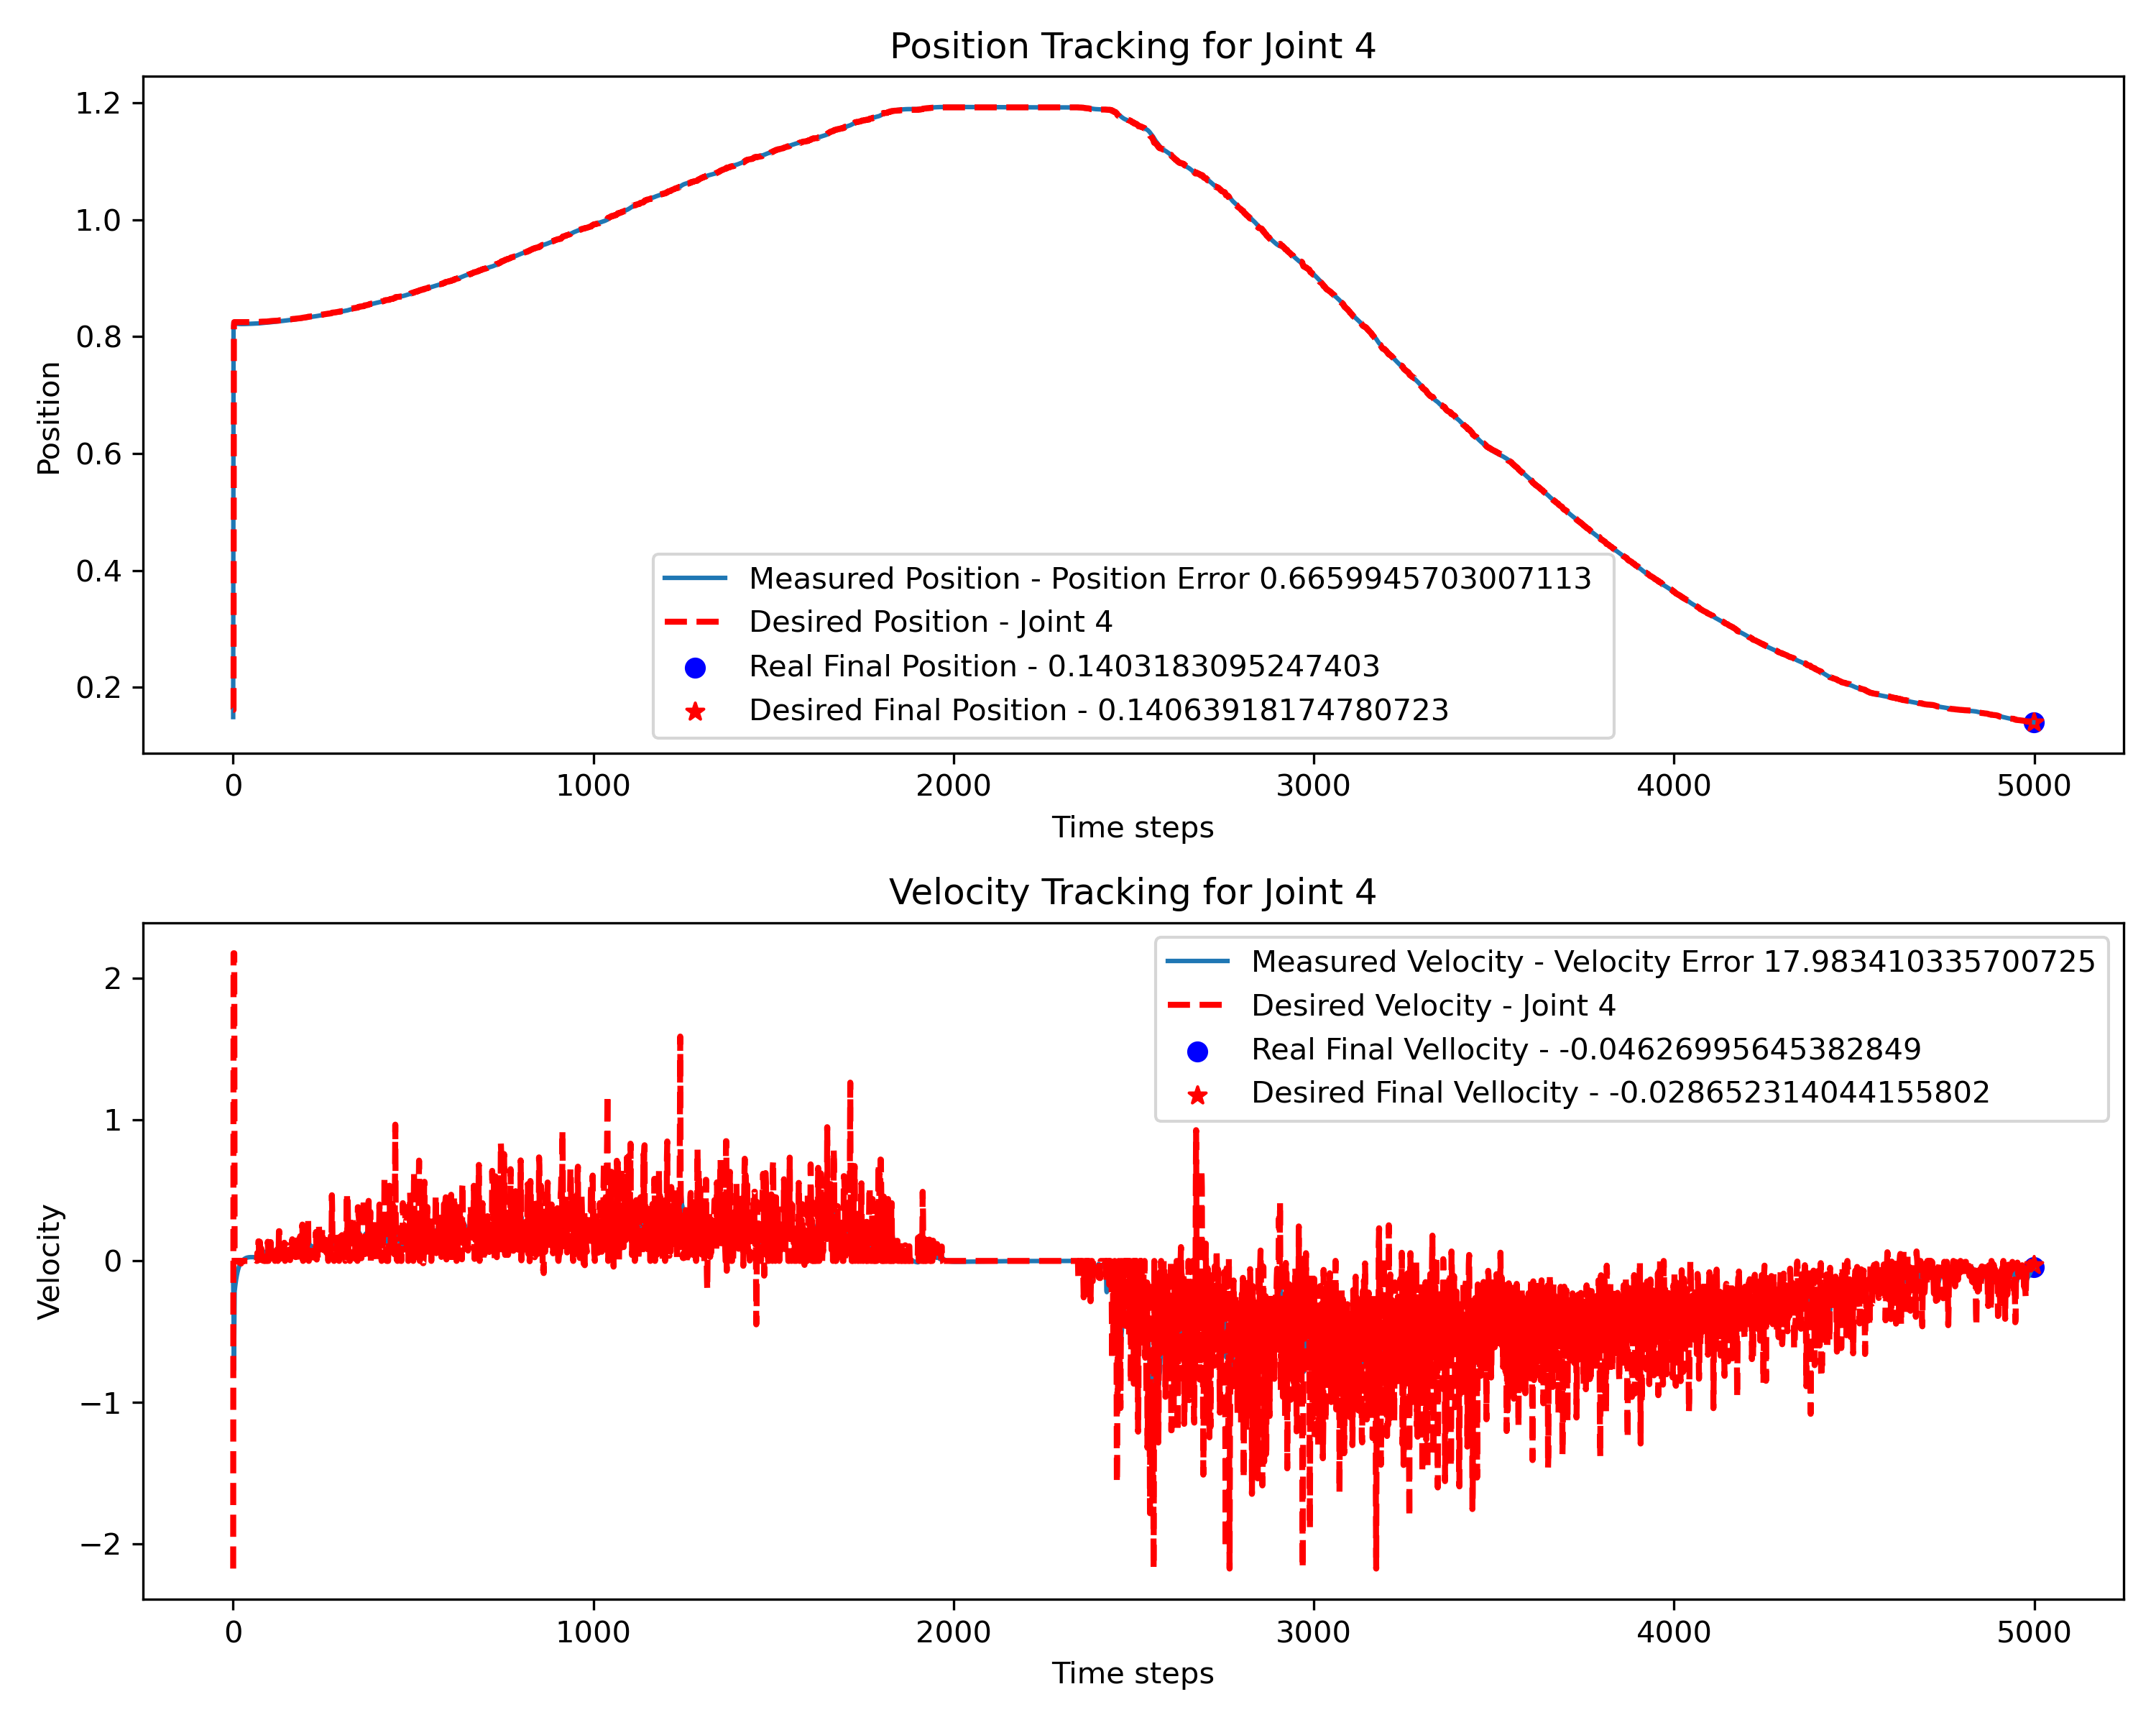 Position Tracking for Joint 4
1.2
1.0
0.8
0.6
0.4
0.2
Position
Measured Position - Position Error 0.6659945703007113
Desired Position - Joint 4
Real Final Position - 0.1403183095247403
Desired Final Position - 0.14063918174780723
0 1000 2000 3000 4000 5000
Time steps
Velocity Tracking for Joint 4
2
1
0
−1
−2
Velocity
Measured Velocity - Velocity Error 17.983410335700725
Desired Velocity - Joint 4
Real Final Vellocity - -0.04626995645382849
Desired Final Vellocity - -0.028652314044155802
0 1000 2000 3000 4000 5000
Time steps